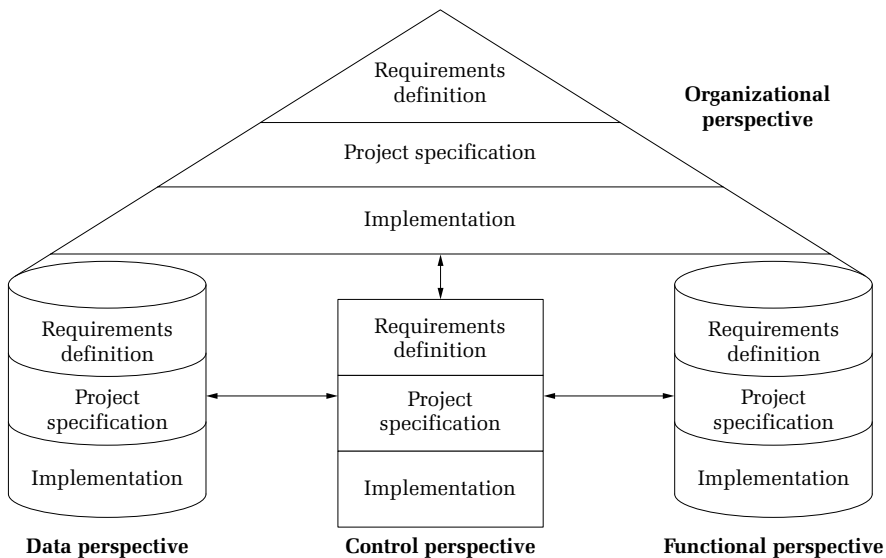 Requirements
definition
Organizational
perspective
Project specification
Implementation
Requirements
definition
Project
specification
Implementation
Data perspective
Requirements
definition
Project
specification
Implementation
Control perspective
Requirements
definition
Project
specification
Implementation
Functional perspective